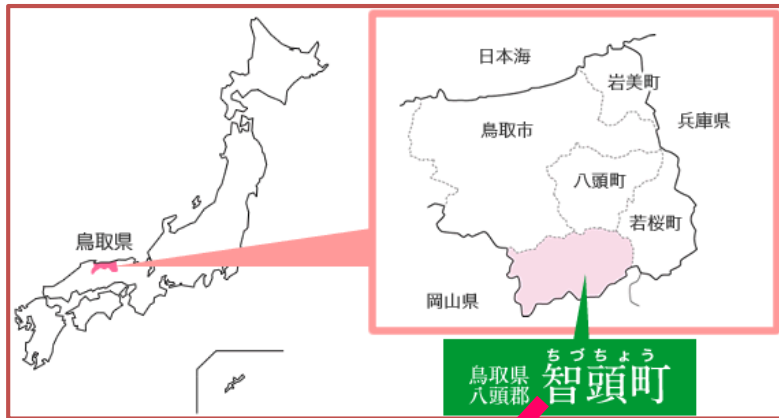 日本海
岩美町
兵庫県
鳥取市
八頭町
若桜町
鳥取県
岡山県
ちづちょう
鳥取県
八頭郡
智頭町